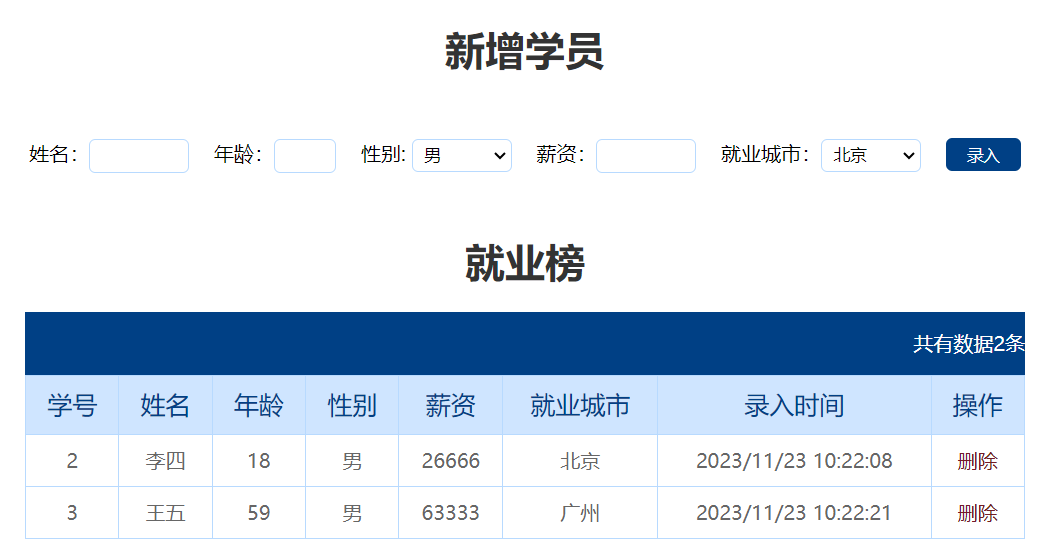 新增学员
姓名： 年龄： 性别: 男 薪资： 就业城市： 北京 录入
就业榜
共有数据2条
学号 姓名 年龄 性别 薪资 就业城市 录入时间 操作
2 李四 18 男 26666 北京 2023/11/23 10:22:08 删除
3 王五 59 男 63333 广州 2023/11/23 10:22:21 删除